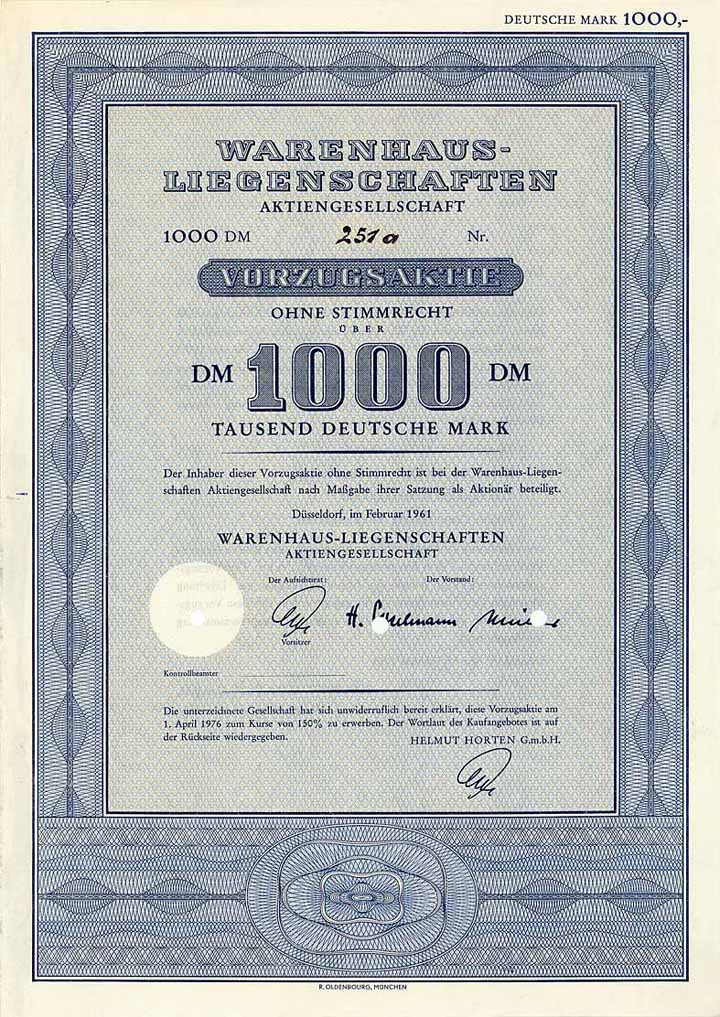 DEUTSCHE MARK 1000,-
WARENHAUS-
LIEGENSCHAFTEN
AKTIENGESELLSCHAFT
1000 DM 251a Nr.
VORZUGSAKTIE
OHNE STIMMRECHT
ÜBER
DM 1000 DM
TAUSEND DEUTSCHE MARK
Der Inhaber dieser Vorzugsaktie ohne Stimmrecht ist bei der Warenhaus-Liegen-
schaften Aktiengesellschaft nach Maßgabe ihrer Satzung als Aktionär beteiligt.
Düsseldorf, im Februar 1961
WARENHAUS-LIEGENSCHAFTEN
AKTIENGESELLSCHAFT
Der Aufsichtsrat: Der Vorstand:
H.
Vorsitzer
Kontrollbeamter
Die unterzeichnete Gesellschaft hat sich unwiderruflich bereit erklärt, diese Vorzugsaktie am
1. April 1976 zum Kurse von 150% zu erwerben. Der Wortlaut des Kaufangebotes ist auf
der Rückseite wiedergegeben.
HELMUT HORTEN G.m.b.H.
R. OLDENBOURG, MÜNCHEN